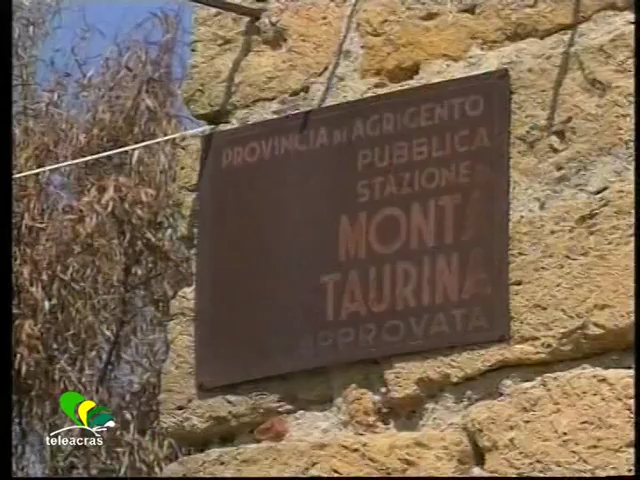 PROVINCIA DI AGRIGENTO
PUBBLICA
STAZIONE
MONTA
TAURINA
APPROVATA
teleacras